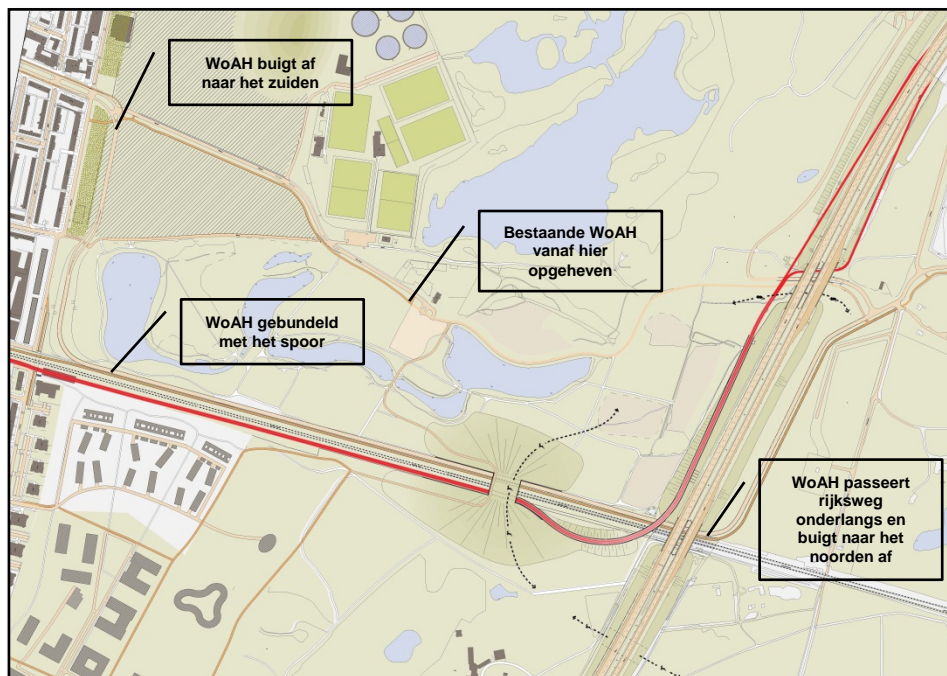 WoAH buigt af
naar het zuiden
Bestaande WoAH
vanaf hier
opgeheven
WoAH gebundeld
met het spoor
WoAH passeert
rijksweg
onderlangs en
buigt naar het
noorden af